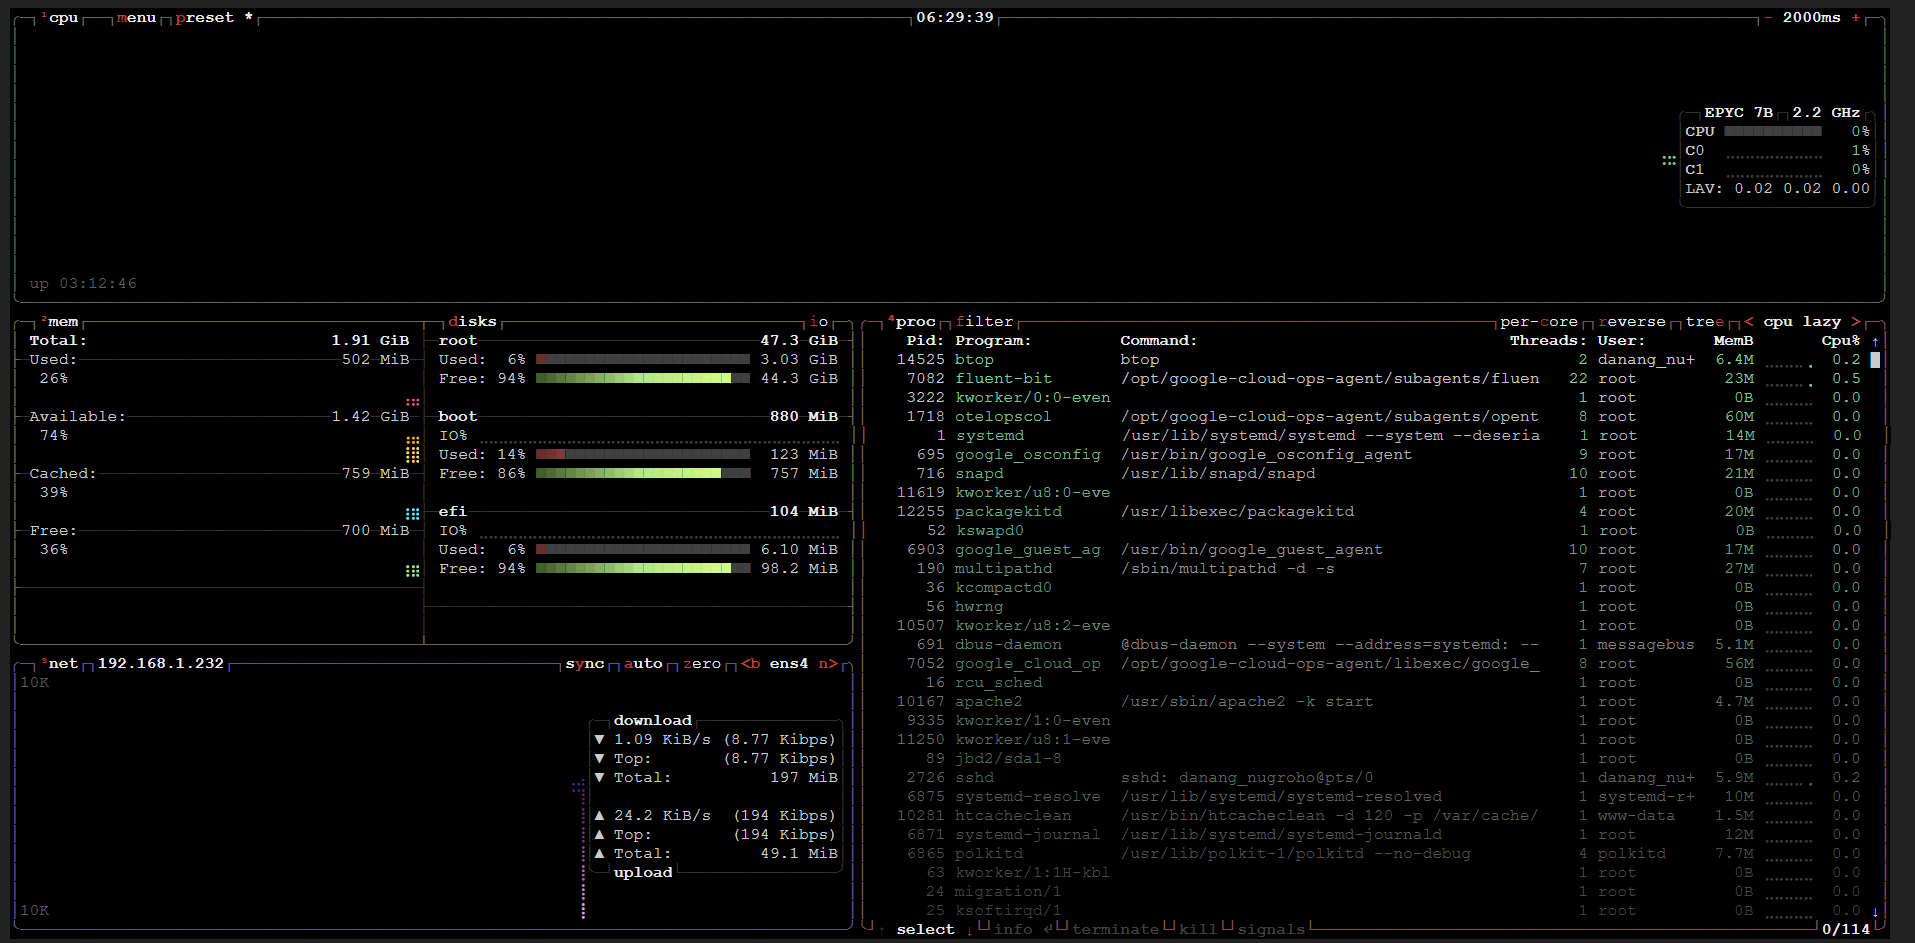 ¹cpu menu preset * 06:29:39 - 2000ms +
EPYC 7B 2.2 GHz
CPU 0%
C0 1%
C1 0%
LAV: 0.02 0.02 0.00
up 03:12:46
²mem
Total: 1.91 GiB
Used: 502 MiB
26%
Available: 1.42 GiB
74%
Cached: 759 MiB
39%
Free: 700 MiB
36%
disks io
root 47.3 GiB
Used: 6% 3.03 GiB
Free: 94% 44.3 GiB
boot 880 MiB
IO%
Used: 14% 123 MiB
Free: 86% 757 MiB
efi 104 MiB
IO%
Used: 6% 6.10 MiB
Free: 94% 98.2 MiB
³net 192.168.1.232 sync auto zero <b ens4 n>
10K
download
▼ 1.09 KiB/s (8.77 Kibps)
▼ Top: (8.77 Kibps)
▼ Total: 197 MiB
▲ 24.2 KiB/s (194 Kibps)
▲ Top: (194 Kibps)
▲ Total: 49.1 MiB
upload
10K
⁴proc filter per-core reverse tree < cpu lazy >
Pid: Program: Command: Threads: User: MemB Cpu% ↑
14525 btop btop 2 danang_nu+ 6.4M 0.2
7082 fluent-bit /opt/google-cloud-ops-agent/subagents/fluen 22 root 23M 0.5
3222 kworker/0:0-even 1 root 0B 0.0
1718 otelopscol /opt/google-cloud-ops-agent/subagents/opent 8 root 60M 0.0
1 systemd /usr/lib/systemd/systemd --system --deseria 1 root 14M 0.0
695 google_osconfig /usr/bin/google_osconfig_agent 9 root 17M 0.0
716 snapd /usr/lib/snapd/snapd 10 root 21M 0.0
11619 kworker/u8:0-eve 1 root 0B 0.0
12255 packagekitd /usr/libexec/packagekitd 4 root 20M 0.0
52 kswapd0 1 root 0B 0.0
6903 google_guest_ag /usr/bin/google_guest_agent 10 root 17M 0.0
190 multipathd /sbin/multipathd -d -s 7 root 27M 0.0
36 kcompactd0 1 root 0B 0.0
56 hwrng 1 root 0B 0.0
10507 kworker/u8:2-eve 1 root 0B 0.0
691 dbus-daemon @dbus-daemon --system --address=systemd: -- 1 messagebus 5.1M 0.0
7052 google_cloud_op /opt/google-cloud-ops-agent/libexec/google_ 8 root 56M 0.0
16 rcu_sched 1 root 0B 0.0
10167 apache2 /usr/sbin/apache2 -k start 1 root 4.7M 0.0
9335 kworker/1:0-even 1 root 0B 0.0
11250 kworker/u8:1-eve 1 root 0B 0.0
89 jbd2/sda1-8 1 root 0B 0.0
2726 sshd sshd: danang_nugroho@pts/0 1 danang_nu+ 5.9M 0.2
6875 systemd-resolve /usr/lib/systemd/systemd-resolved 1 systemd-r+ 10M 0.0
10281 htcacheclean /usr/bin/htcacheclean -d 120 -p /var/cache/ 1 www-data 1.5M 0.0
6871 systemd-journal /usr/lib/systemd/systemd-journald 1 root 12M 0.0
6865 polkitd /usr/lib/polkit-1/polkitd --no-debug 4 polkitd 7.7M 0.0
63 kworker/1:1H-kbl 1 root 0B 0.0
24 migration/1 1 root 0B 0.0
25 ksoftirqd/1 1 root 0B 0.0 ↓
↑ select ↓ info ↲ terminate kill signals 0/114